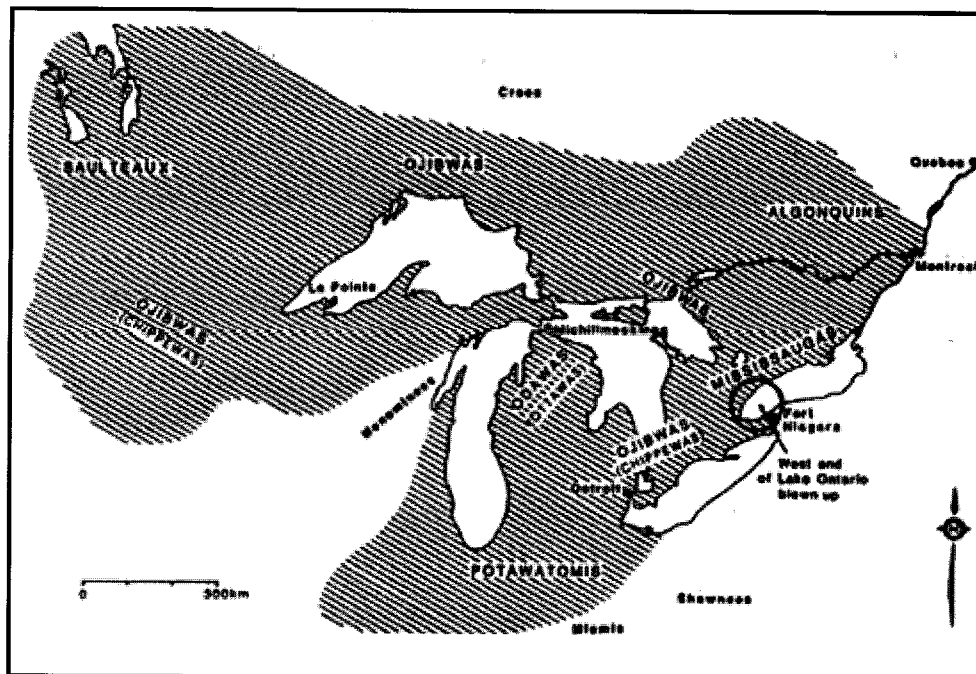 Crees
SAULTEAUX
OJIBWAS
Quebec
ALGONQUINS
Montreal
La Pointe
OJIBWAS
OJIBWAS
(CHIPPEWAS)
Michilimackinac
MISSISSAUGAS
ODAWAS
(OTTAWAS)
Menominees
Fort
Niagara
OJIBWAS
(CHIPPEWAS)
West end
of Lake Ontario
blown up
Detroit
N
POTAWATOMIS
0 300km
Shawnees
Miamis